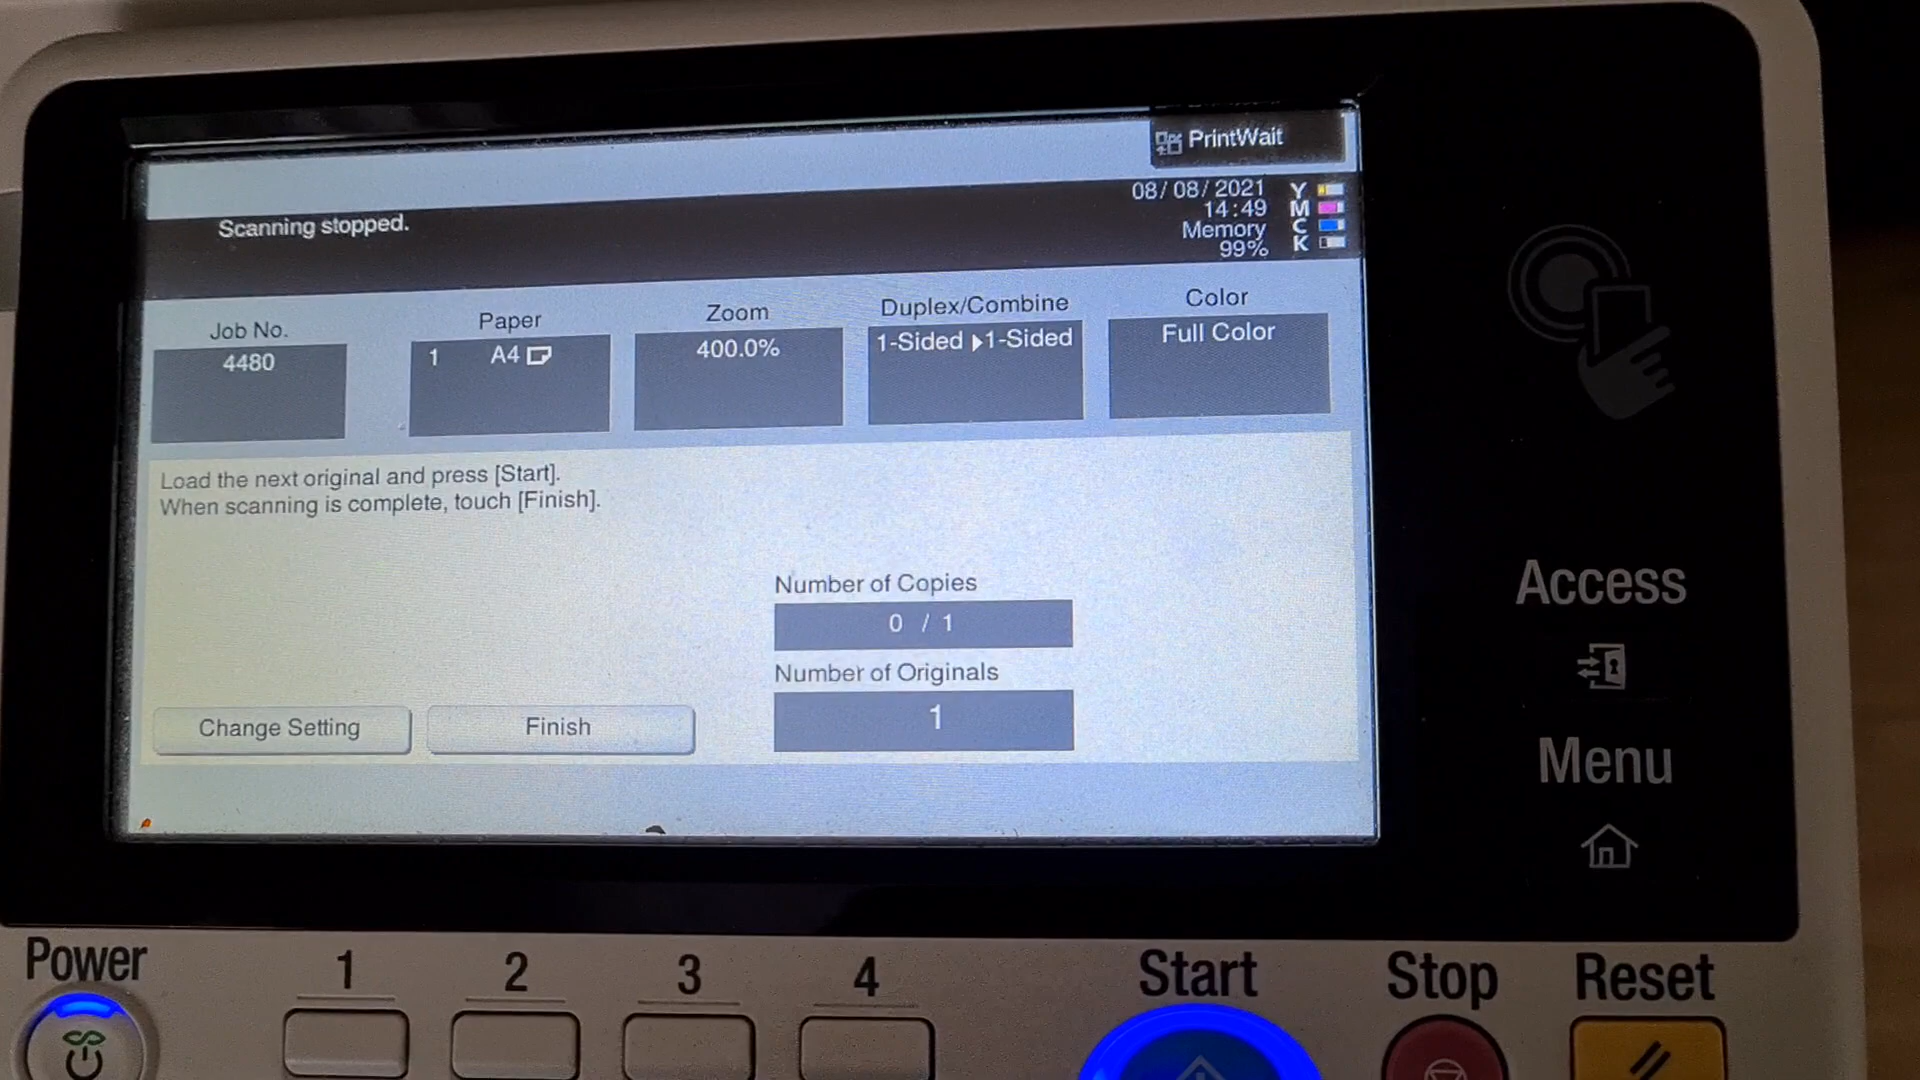 PrintWait
08/08/2021
14:49
Memory
99%
Y
M
C
K
Scanning stopped.
Job No.
4480
Paper
1 A4
Zoom
400.0%
Duplex/Combine
1-Sided ▶1-Sided
Color
Full Color
Load the next original and press [Start].
When scanning is complete, touch [Finish].
Number of Copies
0 / 1
Number of Originals
1
Change Setting
Finish
Access
Menu
Power
1
2
3
4
Start
Stop
Reset